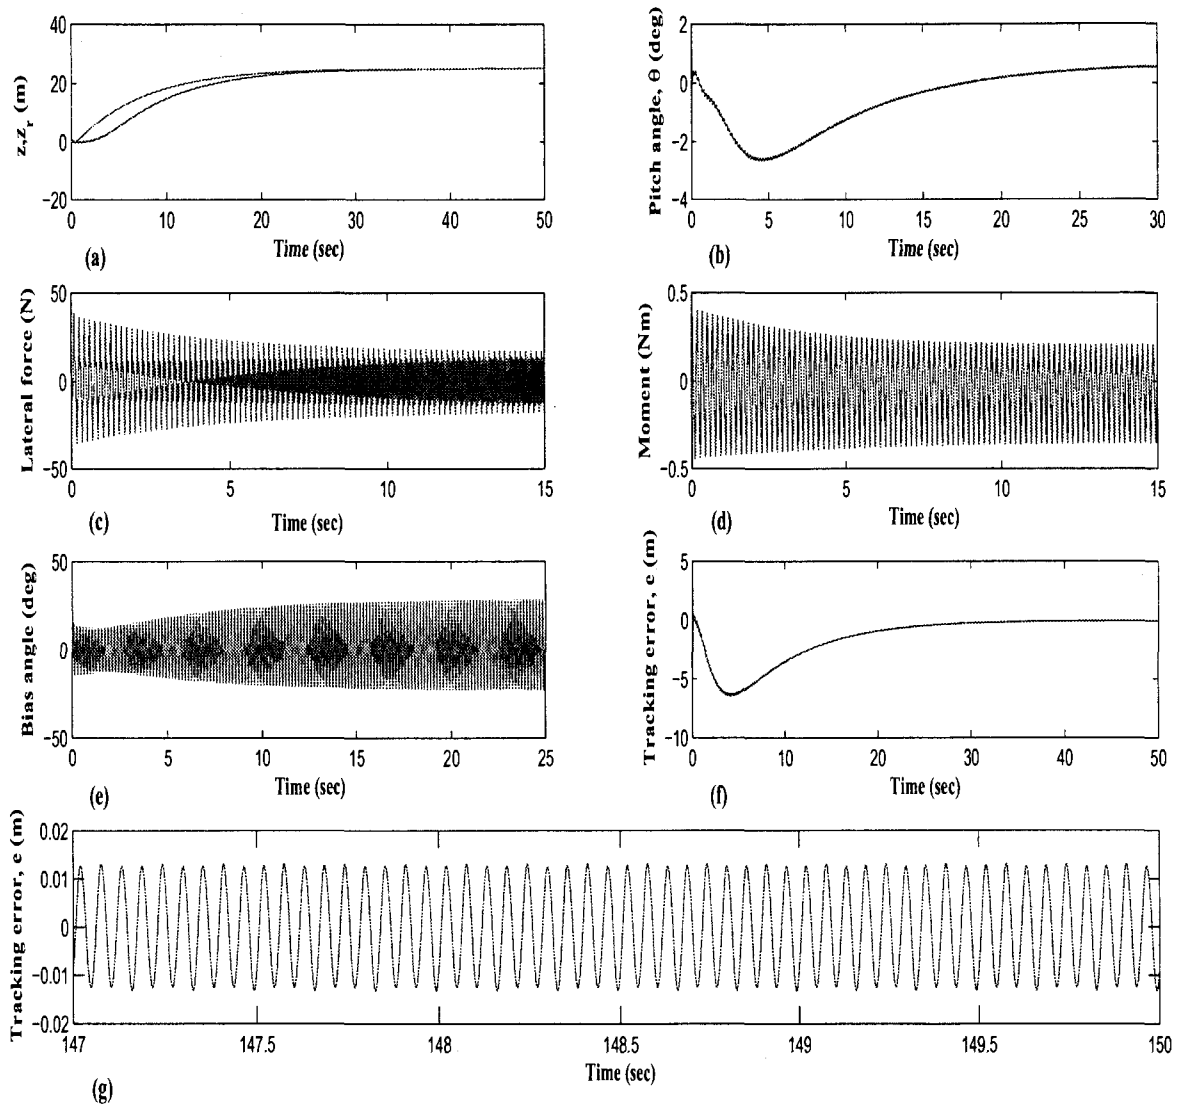 40
20
0
−20
z,z_r (m)
0 10 20 30 40 50
Time (sec)
(a)
2
0
−2
−4
Pitch angle, Θ (deg)
0 5 10 15 20 25 30
Time (sec)
(b)
50
0
−50
Lateral force (N)
0 5 10 15
Time (sec)
(c)
0.5
0
−0.5
Moment (Nm)
0 5 10 15
Time (sec)
(d)
50
0
−50
Bias angle (deg)
0 5 10 15 20 25
Time (sec)
(e)
5
0
−5
−10
Tracking error, e (m)
0 10 20 30 40 50
Time (sec)
(f)
0.02
0.01
0
−0.01
−0.02
Tracking error, e (m)
147 147.5 148 148.5 149 149.5 150
Time (sec)
(g)